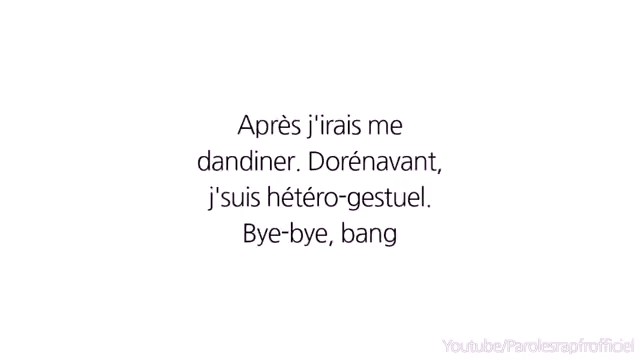 Après j'irais me
dandiner. Dorénavant,
j'suis hétéro-gestuel.
Bye-bye, bang
Youtube/Parolesrapfrofficiel